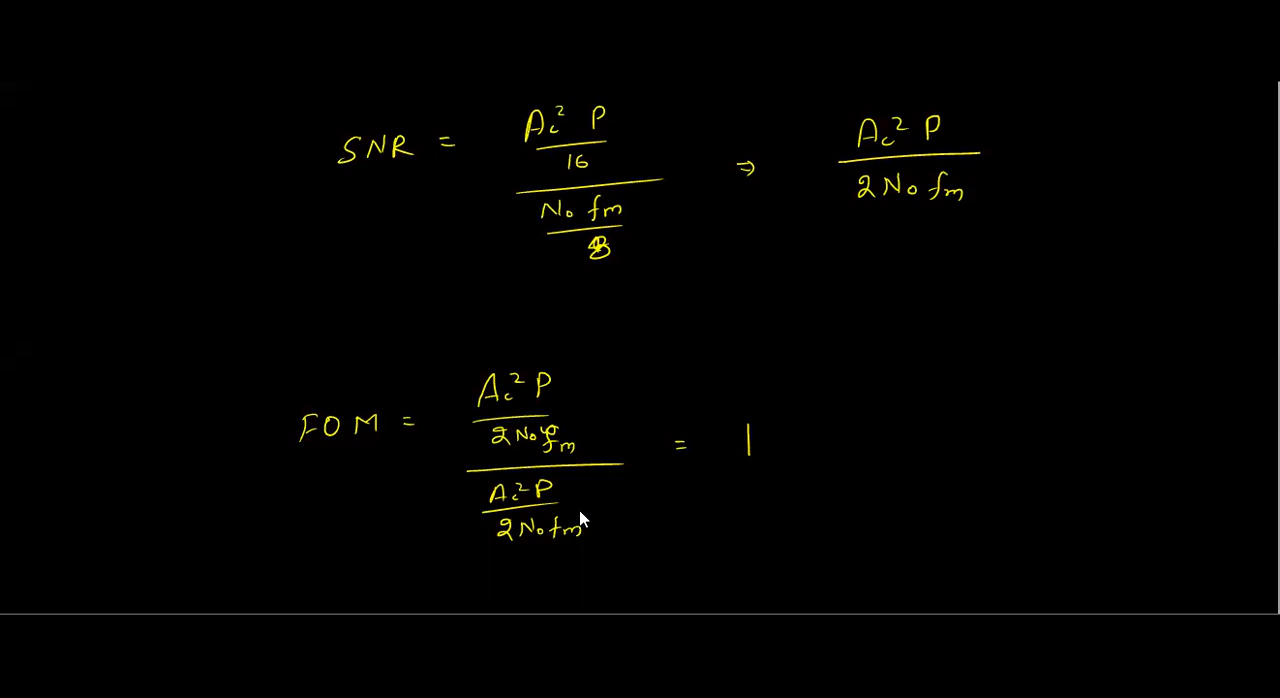 SNR = (Ac² P / 16) / (No fm / 8) ⇒ Ac² P / 2 No fm
FOM = (Ac² P / 2 No fm) / (Ac² P / 2 No fm) = 1